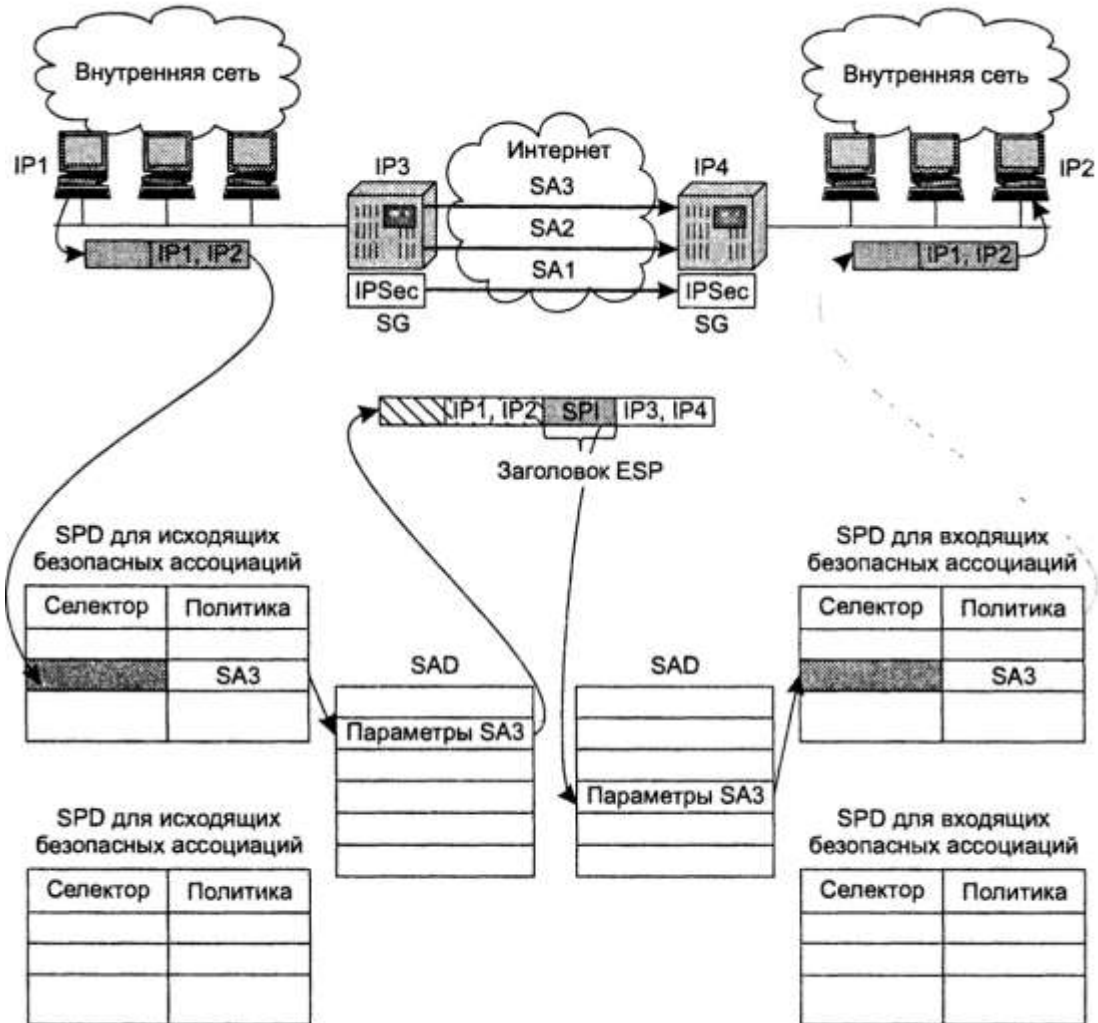 Внутренняя сеть
Внутренняя сеть
IP1
IP3
Интернет
IP4
IP2
SA3
SA2
SA1
IP1, IP2
IPSec
IPSec
IP1, IP2
SG
SG
IP1, IP2 SPI IP3, IP4
Заголовок ESP
SPD для исходящих
безопасных ассоциаций
Селектор Политика
SA3
SAD
Параметры SA3
SAD
Параметры SA3
SPD для входящих
безопасных ассоциаций
Селектор Политика
SA3
SPD для исходящих
безопасных ассоциаций
Селектор Политика
SPD для входящих
безопасных ассоциаций
Селектор Политика